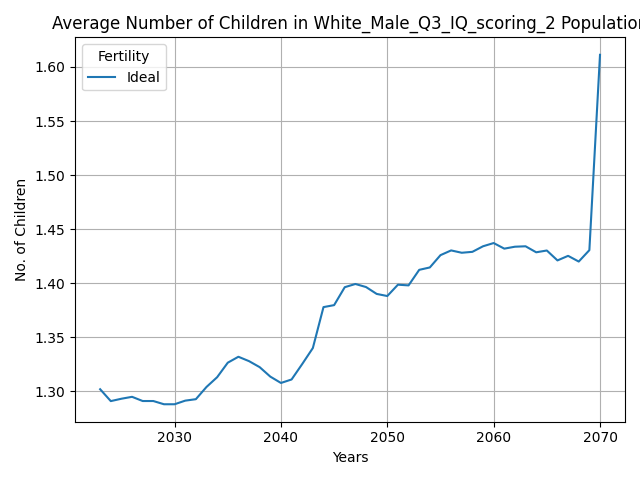 Average Number of Children in White_Male_Q3_IQ_scoring_2 Population
Fertility
Ideal
1.60
1.55
1.50
1.45
1.40
1.35
1.30
No. of Children
2030 2040 2050 2060 2070
Years